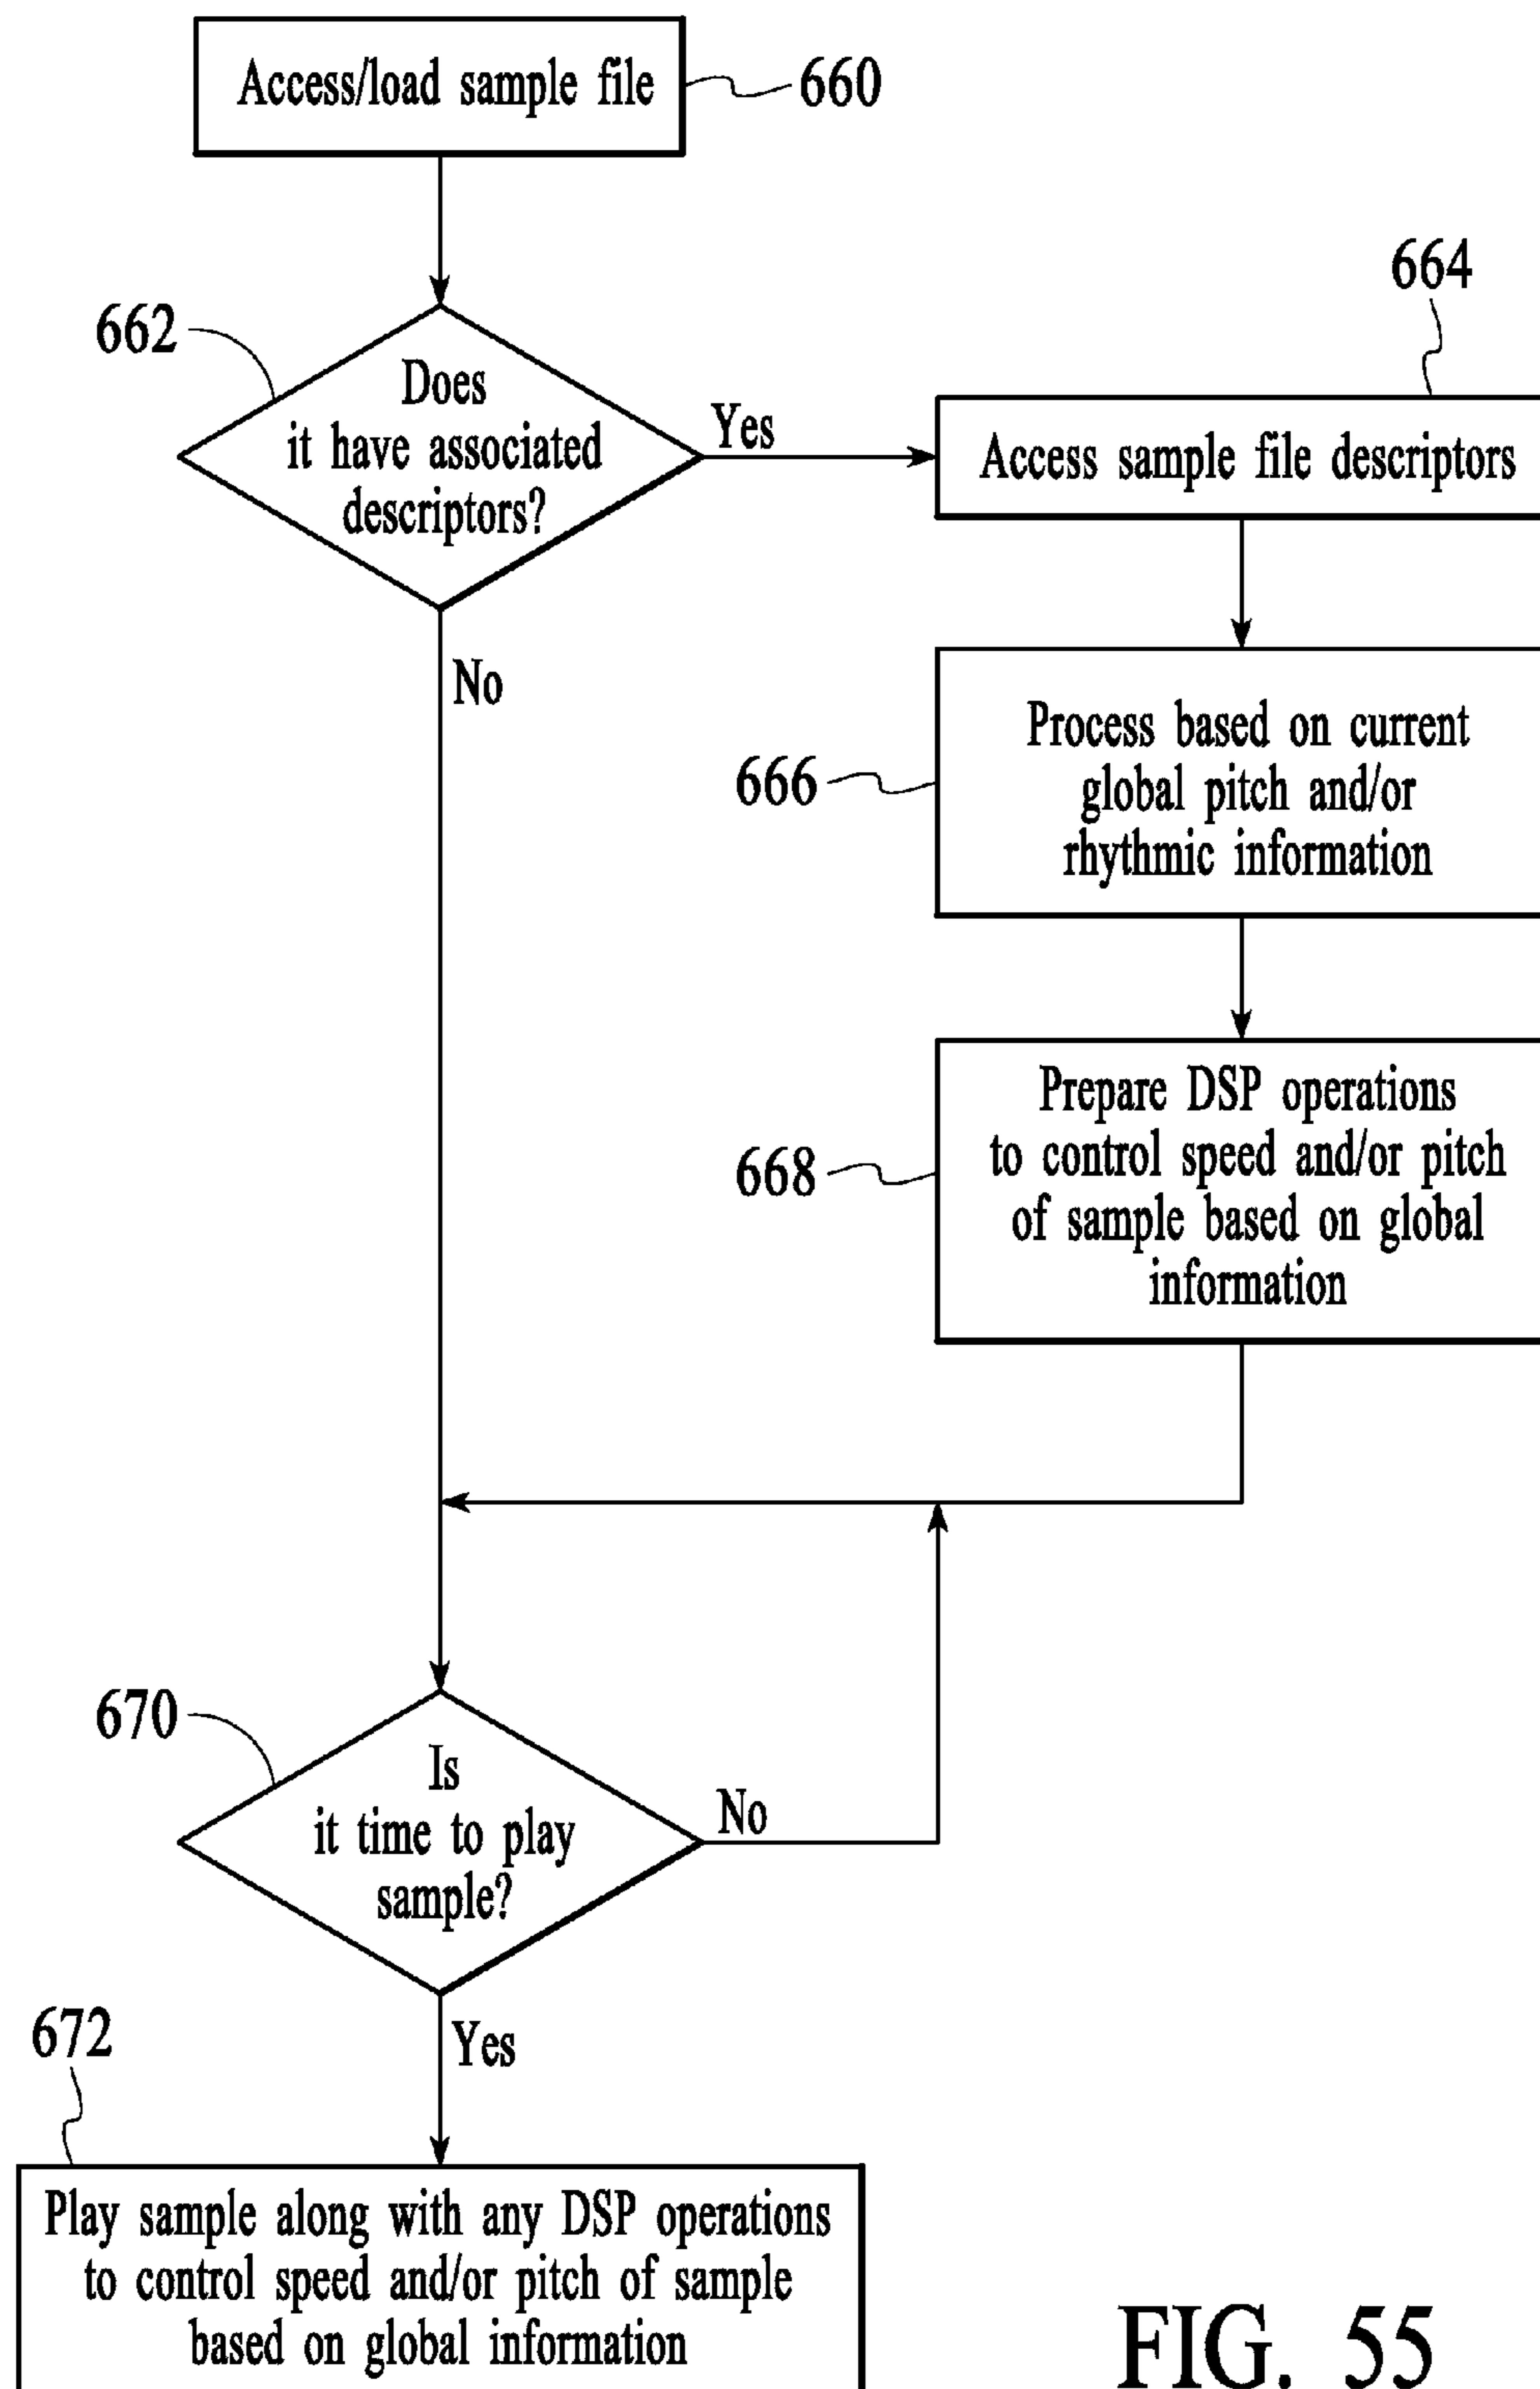 Access/load sample file
660
662
Does
it have associated
descriptors?
Yes
No
664
Access sample file descriptors
666
Process based on current
global pitch and/or
rhythmic information
668
Prepare DSP operations
to control speed and/or pitch
of sample based on global
information
670
Is
it time to play
sample?
No
Yes
672
Play sample along with any DSP operations
to control speed and/or pitch of sample
based on global information
FIG. 55